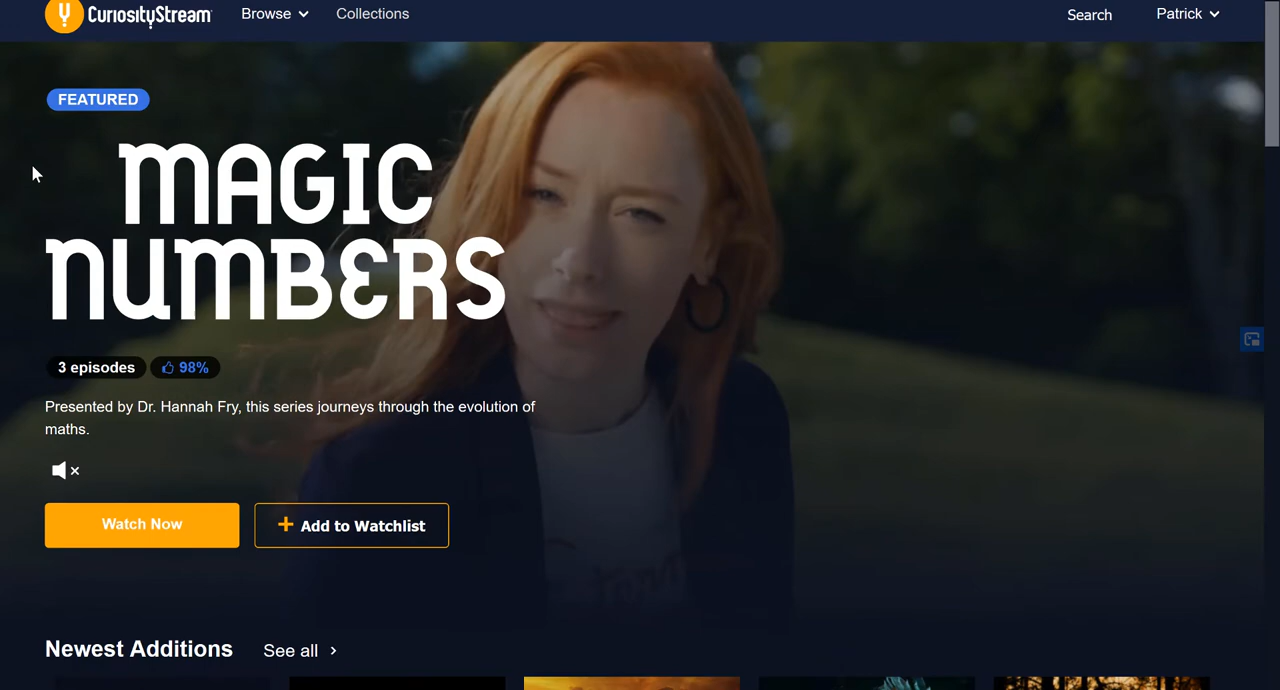 CURIOSITYSTREAM
Browse
Collections
Search
Patrick
FEATURED
MAGIC
NUMBERS
3 episodes
98%
Presented by Dr. Hannah Fry, this series journeys through the evolution of
maths.
Watch Now
+ Add to Watchlist
Newest Additions
See all